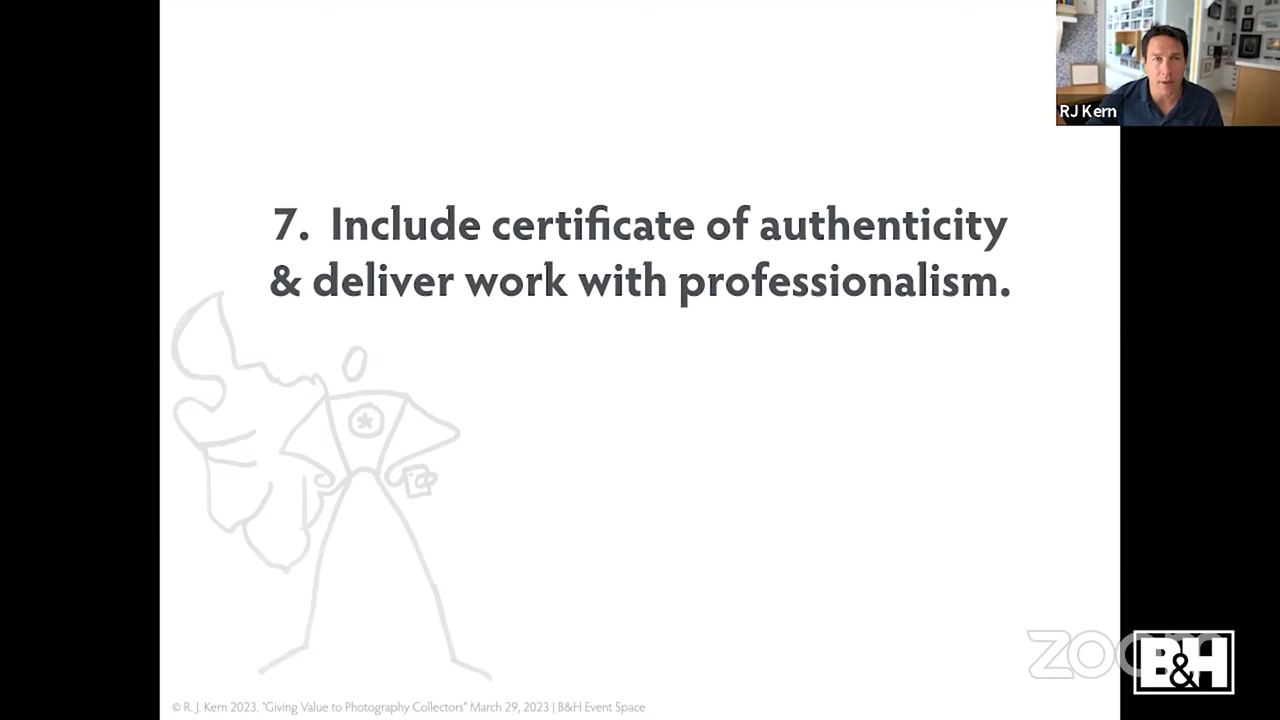 RJ Kern
7. Include certificate of authenticity
& deliver work with professionalism.
© R. J. Kern 2023. "Giving Value to Photography Collectors" March 29, 2023 | B&H Event Space
zoom
B&H